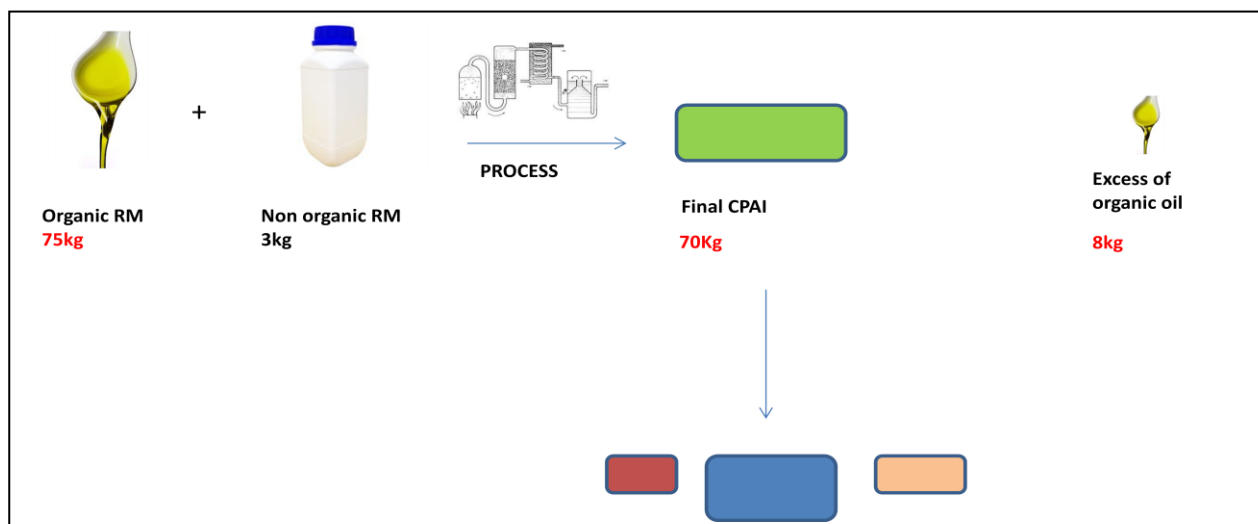 +
PROCESS
Organic RM
75kg
Non organic RM
3kg
Final CPAI
70Kg
Excess of
organic oil
8kg